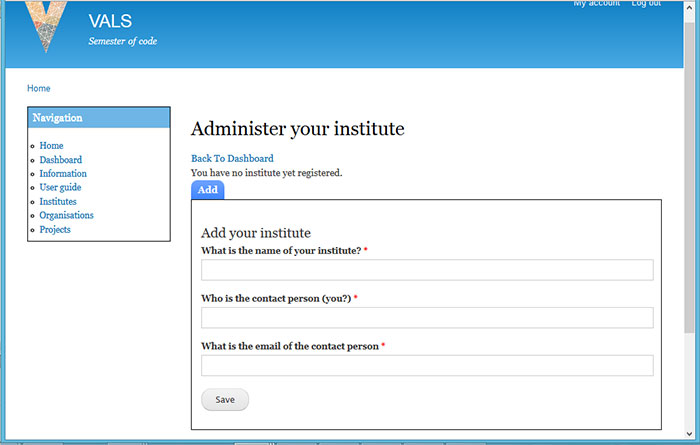 My account Log out
VALS
Semester of code
Home
Navigation
Home
Dashboard
Information
User guide
Institutes
Organisations
Projects
Administer your institute
Back To Dashboard
You have no institute yet registered.
Add
Add your institute
What is the name of your institute? *
Who is the contact person (you?) *
What is the email of the contact person *
Save